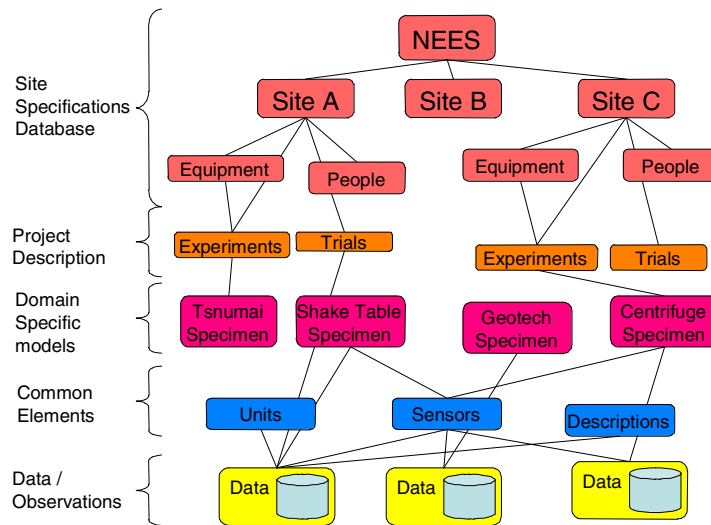 NEES
Site
Specifications
Database
Site A
Site B
Site C
Equipment
People
Equipment
People
Project
Description
Experiments
Trials
Experiments
Trials
Domain
Specific
models
Tsnumai
Specimen
Shake Table
Specimen
Geotech
Specimen
Centrifuge
Specimen
Common
Elements
Units
Sensors
Descriptions
Data /
Observations
Data
Data
Data